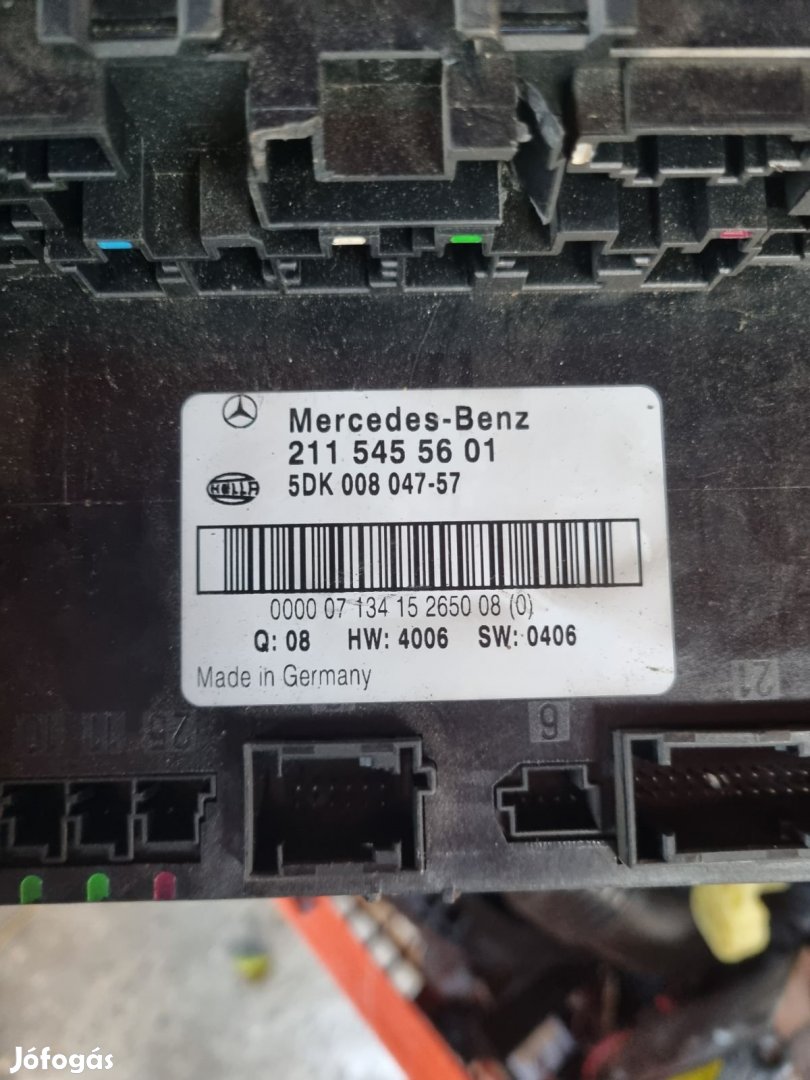 Mercedes-Benz
211 545 56 01
HELLA
5DK 008 047-57
0000 07 134 15 2650 08 (0)
Q: 08 HW: 4006 SW: 0406
Made in Germany
21
6
Jófogás